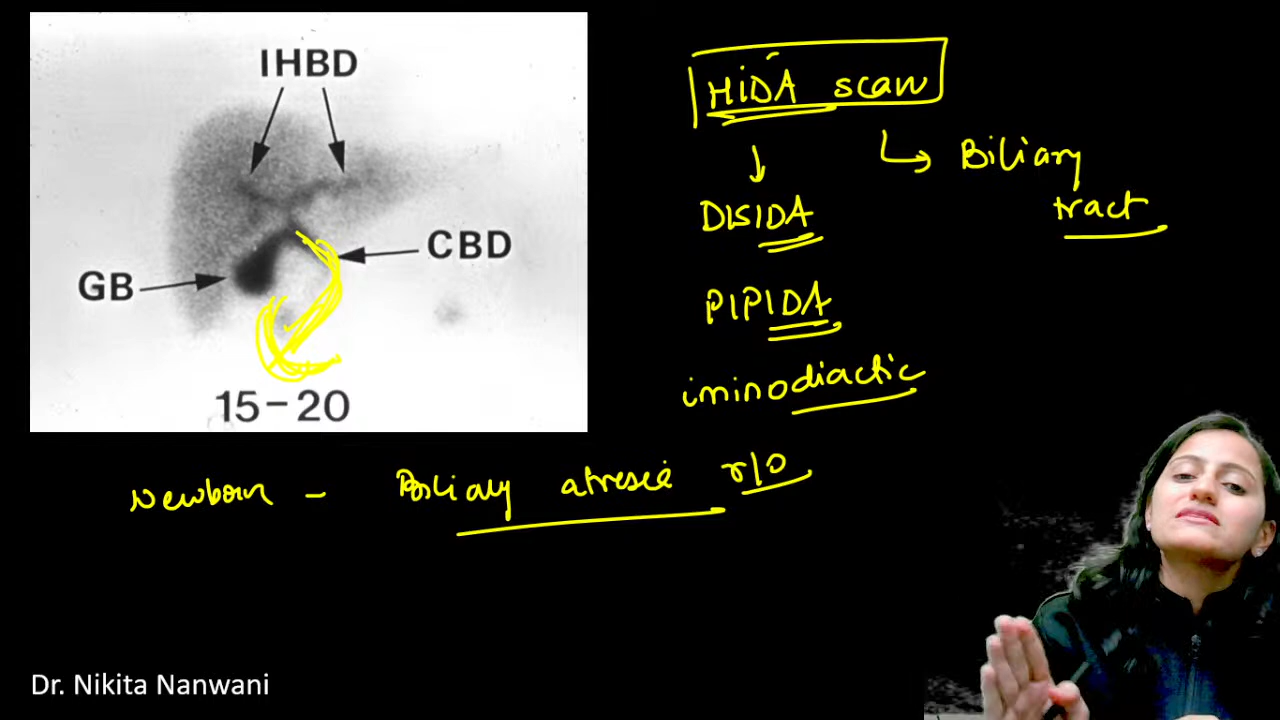 IHBD
HiDA scan
Biliary
tract
DISIDA
CBD
GB
PIPIDA
iminodiactic
15-20
Newborn - Biliary atresia r/o
Dr. Nikita Nanwani